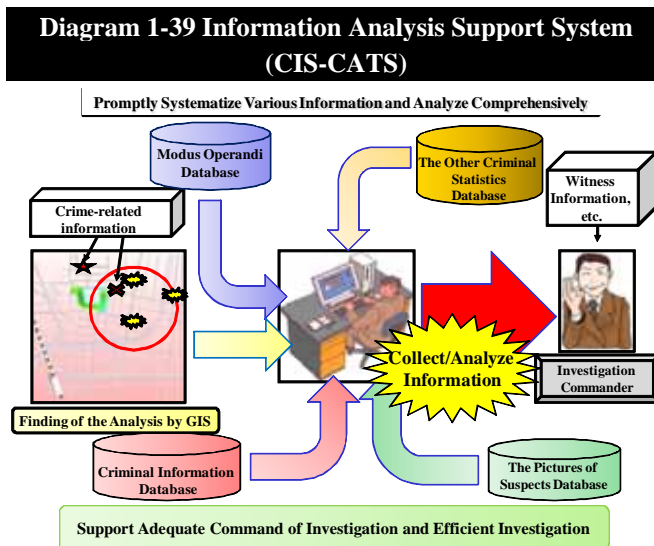 Diagram 1-39 Information Analysis Support System
(CIS-CATS)
Promptly Systematize Various Information and Analyze Comprehensively
Modus Operandi
Database
The Other Criminal
Statistics
Database
Witness
Information,
etc.
Crime-related
information
Collect/Analyze
Information
Investigation
Commander
Finding of the Analysis by GIS
Criminal Information
Database
The Pictures of
Suspects Database
Support Adequate Command of Investigation and Efficient Investigation